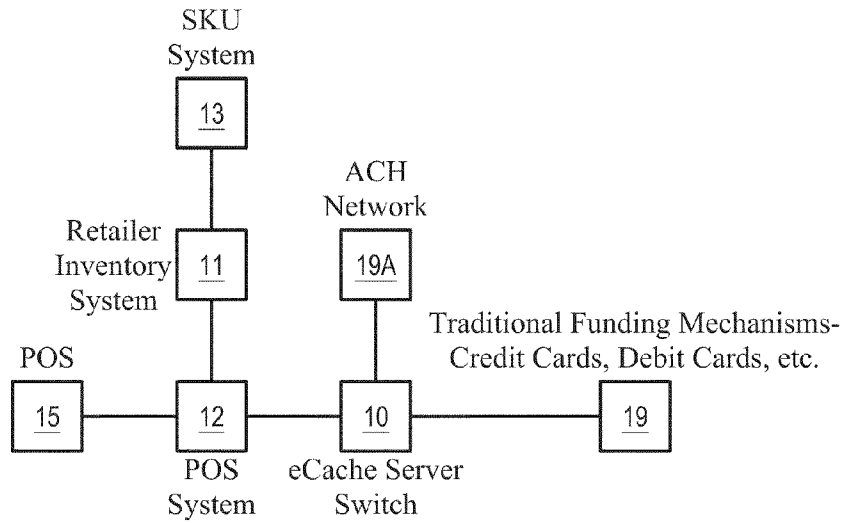 SKU
System
13
ACH
Network
Retailer
Inventory
System
11
19A
Traditional Funding Mechanisms-
Credit Cards, Debit Cards, etc.
POS
15
12
10
19
POS
System
eCache Server
Switch